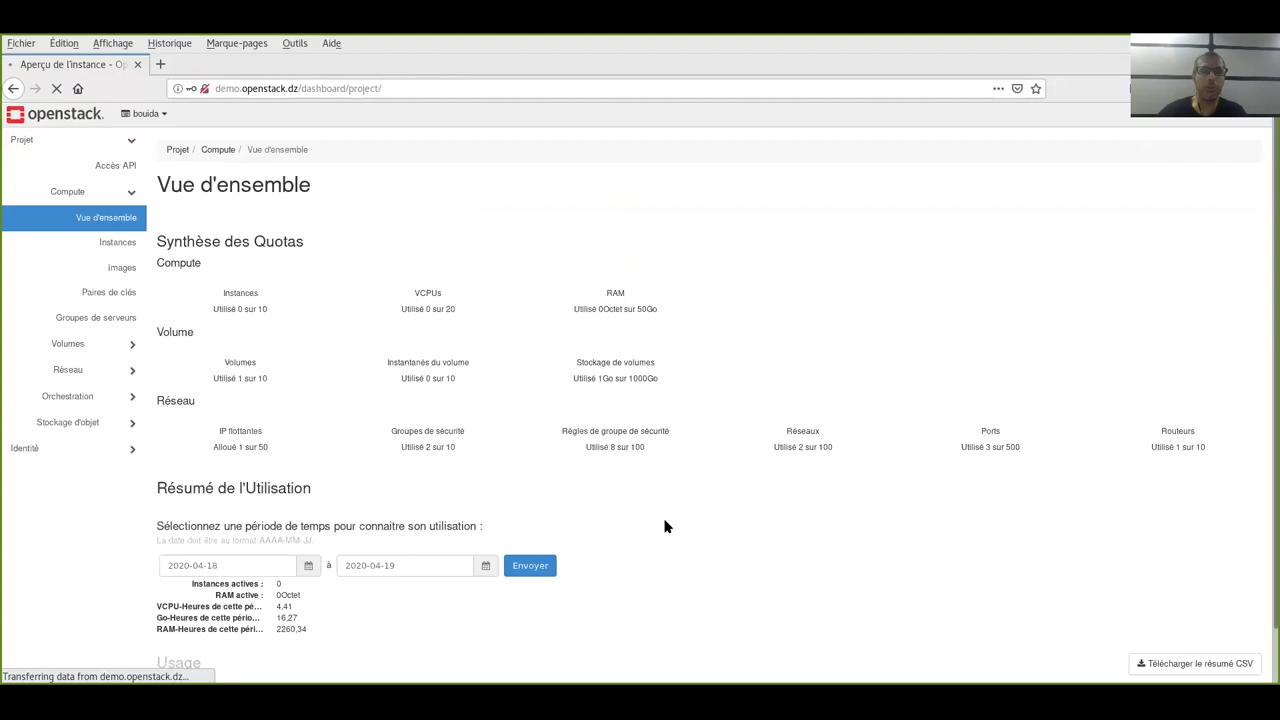 Fichier Édition Affichage Historique Marque-pages Outils Aide
Aperçu de l'instance - Op
demo.openstack.dz/dashboard/project/
openstack. bouida
Projet
Projet / Compute / Vue d'ensemble
Accès API
Compute
Vue d'ensemble
Vue d'ensemble
Instances
Images
Paires de clés
Groupes de serveurs
Volumes
Réseau
Orchestration
Stockage d'objet
Identité
Synthèse des Quotas
Compute
Instances VCPUs RAM
Utilisé 0 sur 10 Utilisé 0 sur 20 Utilisé 0Octet sur 50Go
Volume
Volumes Instantanés du volume Stockage de volumes
Utilisé 1 sur 10 Utilisé 0 sur 10 Utilisé 1Go sur 1000Go
Réseau
IP flottantes Groupes de sécurité Règles de groupe de sécurité Réseaux Ports Routeurs
Alloué 1 sur 50 Utilisé 2 sur 10 Utilisé 8 sur 100 Utilisé 2 sur 100 Utilisé 3 sur 500 Utilisé 1 sur 10
Résumé de l'Utilisation
Sélectionnez une période de temps pour connaitre son utilisation :
La date doit être au format AAAA-MM-JJ.
2020-04-18 à 2020-04-19 Envoyer
Instances actives : 0
RAM active : 0Octet
VCPU-Heures de cette pé... 4,41
Go-Heures de cette pério... 16,27
RAM-Heures de cette péri... 2260,34
Usage
Télécharger le résumé CSV
Transferring data from demo.openstack.dz...